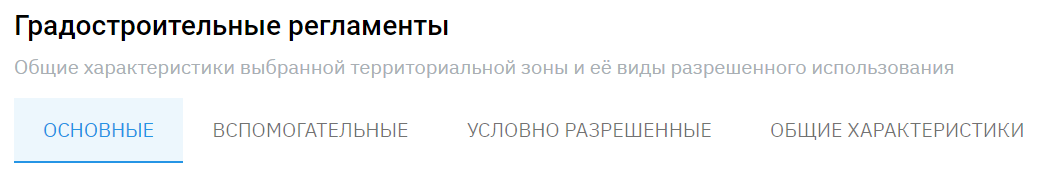 Градостроительные регламенты
Общие характеристики выбранной территориальной зоны и её виды разрешенного использования
ОСНОВНЫЕ ВСПОМОГАТЕЛЬНЫЕ УСЛОВНО РАЗРЕШЕННЫЕ ОБЩИЕ ХАРАКТЕРИСТИКИ